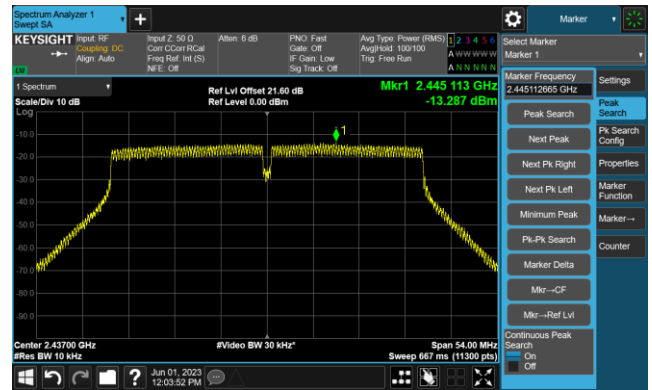 Spectrum Analyzer 1
Swept SA
Marker
KEYSIGHT
Input: RF
Coupling: DC
Align: Auto
Input Z: 50 Ω
Corr CCorr RCal
Freq Ref: Int (S)
NFE: Off
Atten: 6 dB
PNO: Fast
Gate: Off
IF Gain: Low
Sig Track: Off
Avg Type: Power (RMS)
Avg|Hold: 100/100
Trig: Free Run
1 2 3 4 5 6
A W W W W W
A N N N N N
LXI
Select Marker
Marker 1
1 Spectrum
Scale/Div 10 dB
Log
Ref Lvl Offset 21.60 dB
Ref Level 0.00 dBm
Mkr1 2.445 113 GHz
-13.287 dBm
1
-10.0
-20.0
-30.0
-40.0
-50.0
-60.0
-70.0
-80.0
-90.0
Center 2.43700 GHz
#Res BW 10 kHz
#Video BW 30 kHz*
Span 54.00 MHz
Sweep 667 ms (11300 pts)
Marker Frequency
2.445112665 GHz
Peak Search
Next Peak
Next Pk Right
Next Pk Left
Minimum Peak
Pk-Pk Search
Marker Delta
Mkr→CF
Mkr→Ref Lvl
Continuous Peak
Search
On
Off
Settings
Peak
Search
Pk Search
Config
Properties
Marker
Function
Marker→
Counter
?
Jun 01, 2023
12:03:52 PM